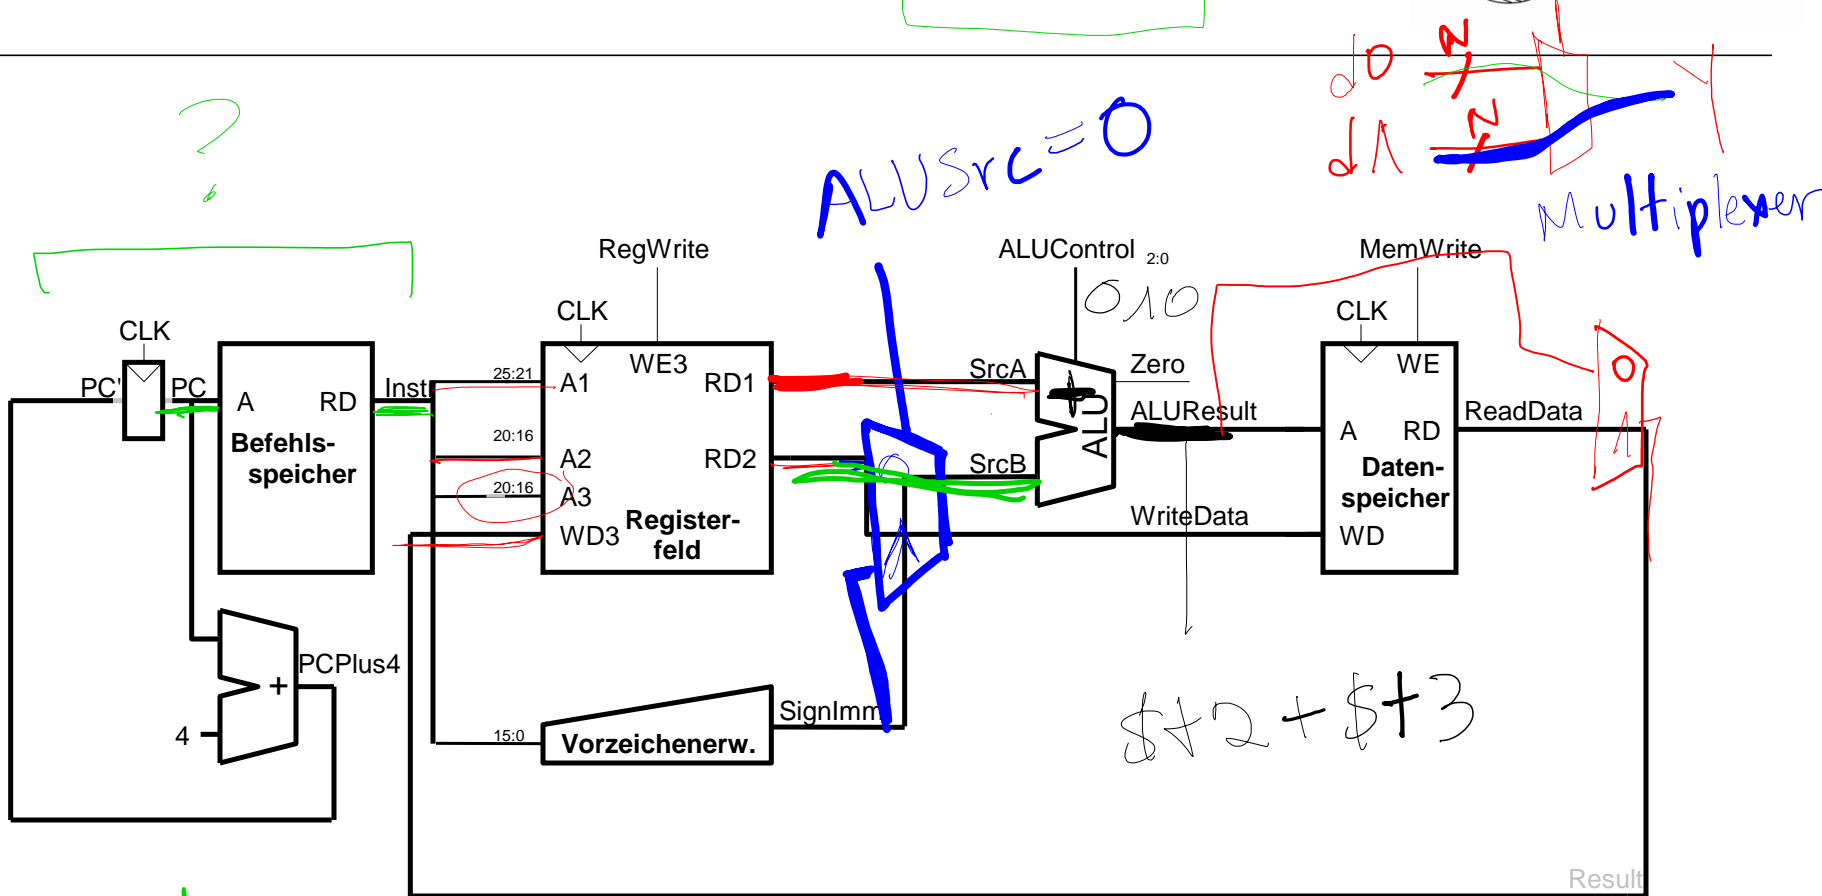 d0 N Y
d1 N
Multiplexer
?
ALUSrc=0
RegWrite
ALUControl 2:0
MemWrite
010
CLK
CLK
CLK
PC'
PC
A
RD
Instr
Befehls-
speicher
25:21
A1
WE3
RD1
20:16
A2
RD2
20:16
A3
WD3
Register-
feld
SrcA
SrcB
0
1
+
ALU
Zero
ALUResult
WriteData
WE
A
RD
Daten-
speicher
WD
ReadData
0
1
PCPlus4
+
4
15:0
Vorzeichenerw.
SignImm
$t2 + $t3
Result